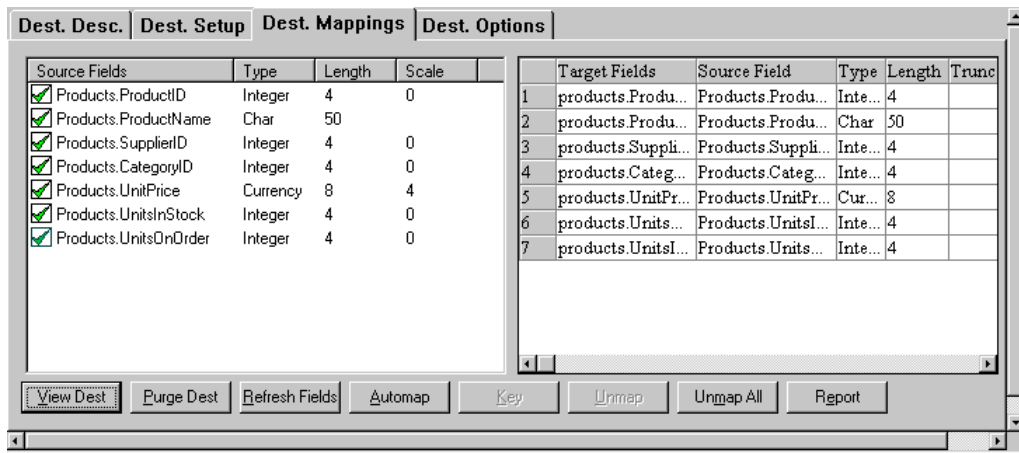 Dest. Desc. Dest. Setup Dest. Mappings Dest. Options
Source Fields Type Length Scale
Products.ProductID Integer 4 0
Products.ProductName Char 50
Products.SupplierID Integer 4 0
Products.CategoryID Integer 4 0
Products.UnitPrice Currency 8 4
Products.UnitsInStock Integer 4 0
Products.UnitsOnOrder Integer 4 0
Target Fields Source Field Type Length Trunc
1 products.Produ... Products.Produ... Inte... 4
2 products.Produ... Products.Produ... Char 50
3 products.Suppli... Products.Suppli... Inte... 4
4 products.Categ... Products.Categ... Inte... 4
5 products.UnitPr... Products.UnitPr... Cur... 8
6 products.Units... Products.UnitsI... Inte... 4
7 products.UnitsI... Products.Units... Inte... 4
View Dest Purge Dest Refresh Fields Automap Key Unmap Unmap All Report